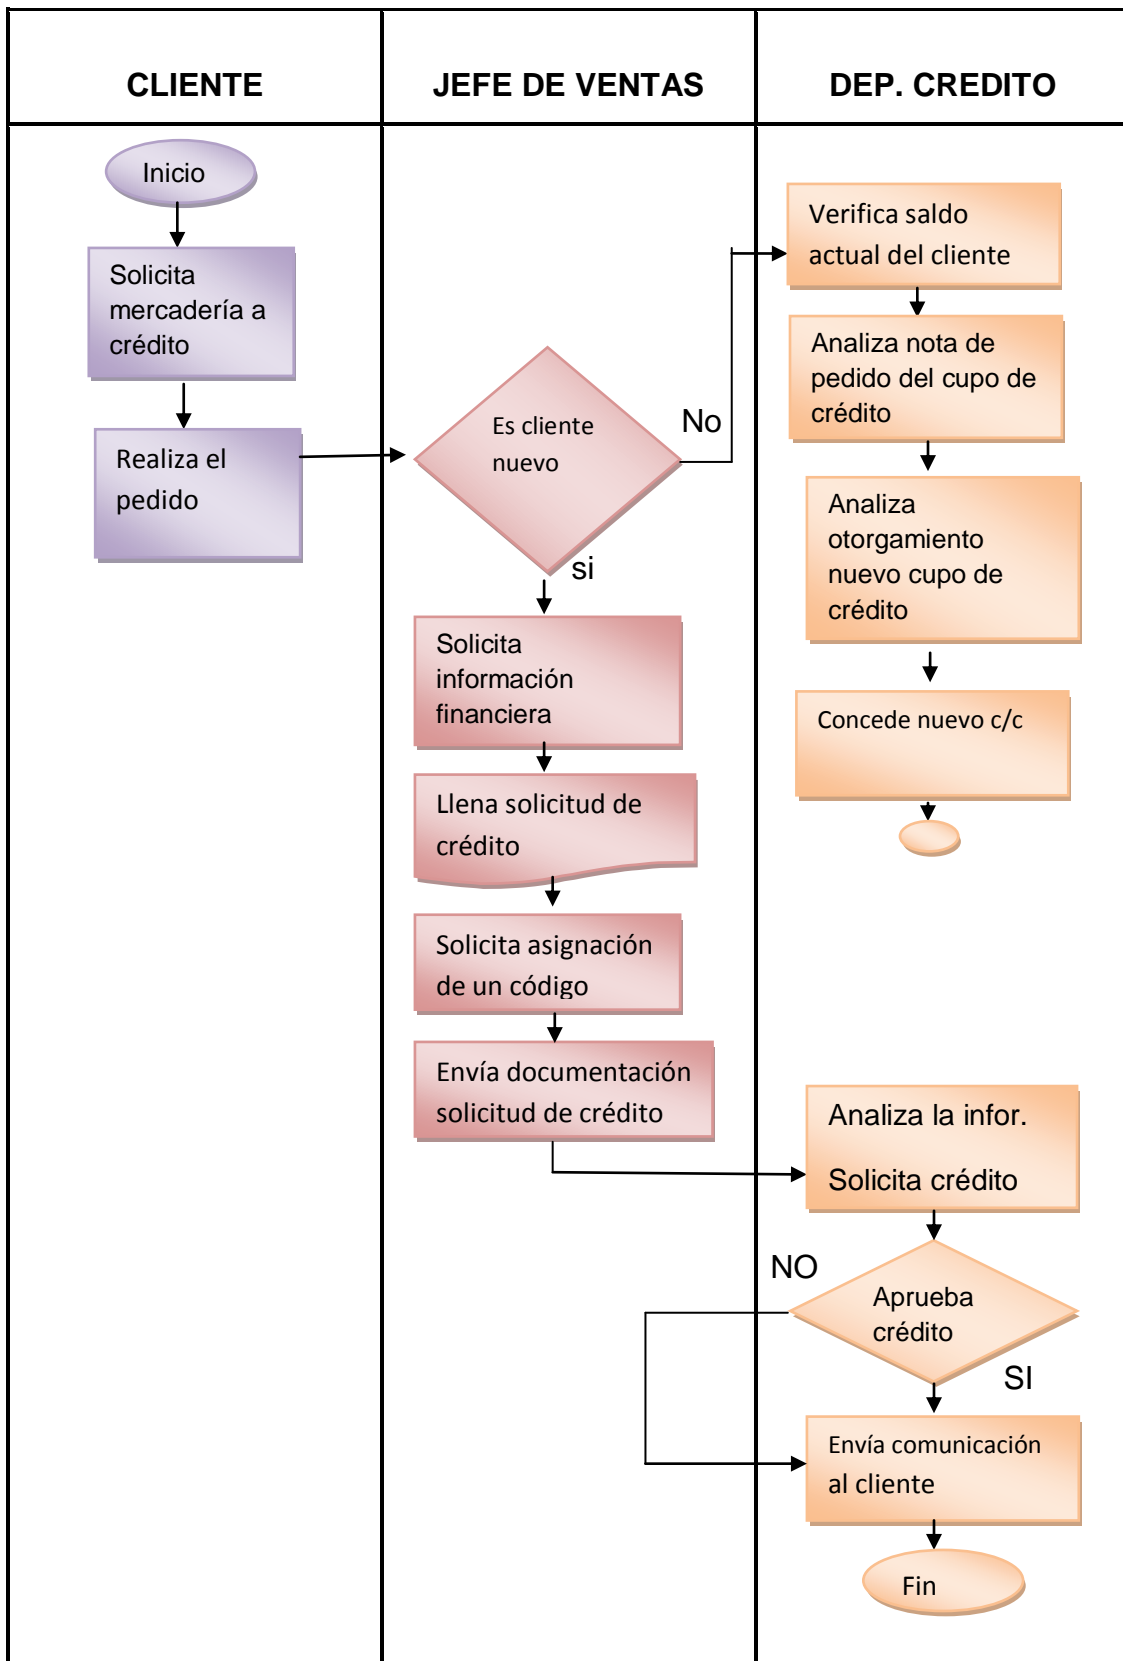 CLIENTE
JEFE DE VENTAS
DEP. CREDITO
Inicio
Solicita
mercadería a
crédito
Realiza el
pedido
Es cliente
nuevo
No
si
Solicita
información
financiera
Llena solicitud de
crédito
Solicita asignación
de un código
Envía documentación
solicitud de crédito
Verifica saldo
actual del cliente
Analiza nota de
pedido del cupo de
crédito
Analiza
otorgamiento
nuevo cupo de
crédito
Concede nuevo c/c
Analiza la infor.
Solicita crédito
NO
Aprueba
crédito
SI
Envía comunicación
al cliente
Fin